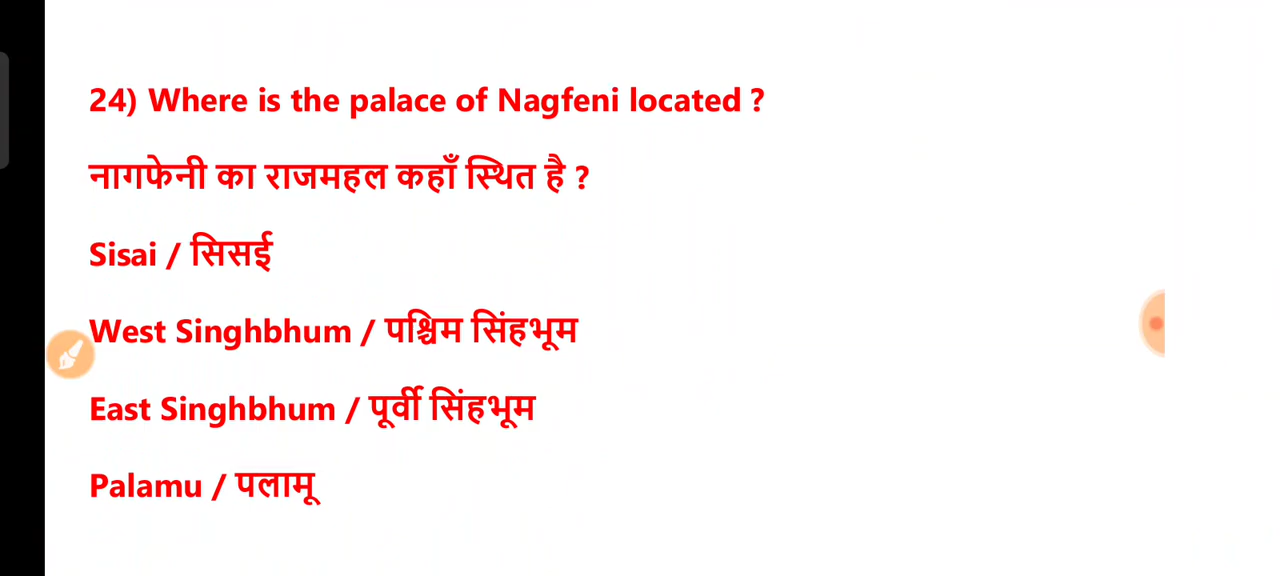 24) Where is the palace of Nagfeni located ?
नागफेनी का राजमहल कहाँ स्थित है ?
Sisai / सिसई
West Singhbhum / पश्चिम सिंहभूम
East Singhbhum / पूर्वी सिंहभूम
Palamu / पलामू